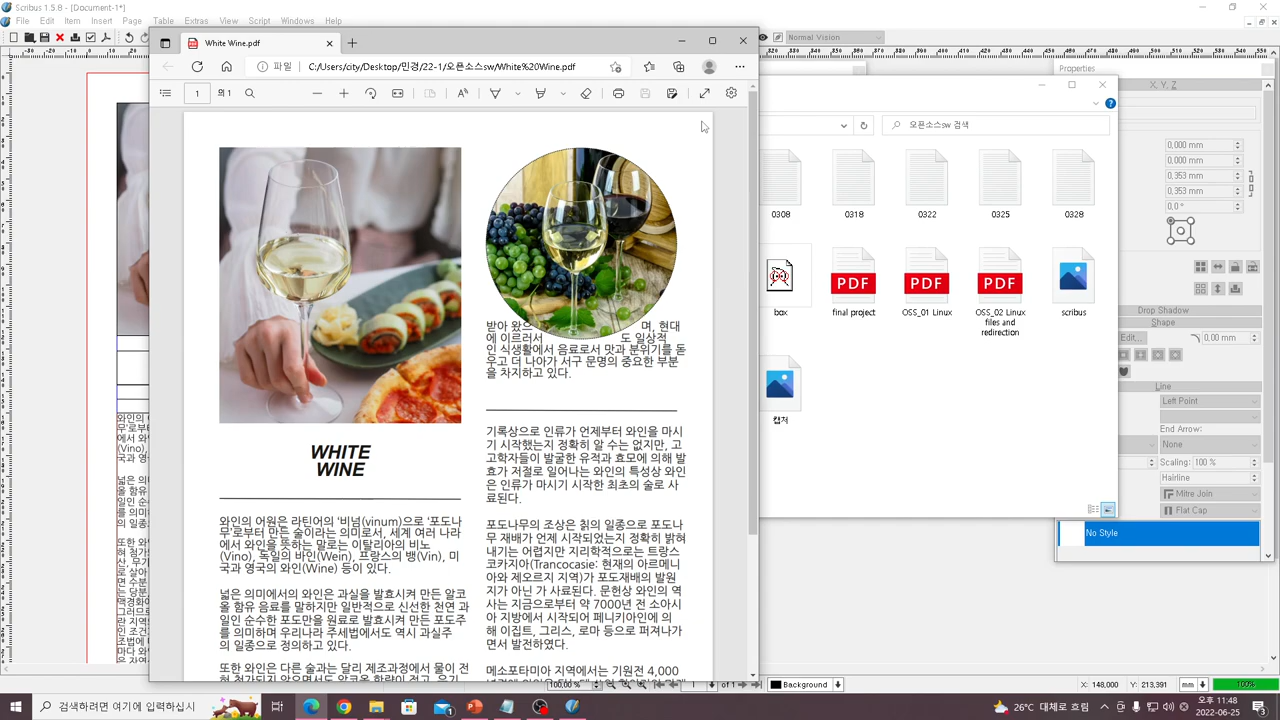 Scribus 1.5.8 - [Document-1*]
File Edit Item Insert Page Table Extras View Script Windows Help
Normal Vision
White Wine.pdf
파일 C:/Users/city/Desktop/민경/22-1/오픈소스sw/White%20Wine.pdf
1 의 1
받아 왔으 며, 현대
에 이르러서 도 일상적
인 식생활에서 음료로서 맛과 분위기를 돋
우고 더 나아가 서구 문명의 중요한 부분
을 차지하고 있다.
WHITE
WINE
와인의 어원은 라틴어의 '비넘(vinum)으로 '포도나
무'로부터 만든 술이라는 의미로서, 세계 여러 나라
에서 와인을 뜻하는 말로는 이탈리아의 비노
(Vino), 독일의 바인(Wein), 프랑스의 뱅(Vin), 미
국과 영국의 와인(Wine) 등이 있다.
넓은 의미에서의 와인은 과실을 발효시켜 만든 알코
올 함유 음료를 말하지만 일반적으로 신선한 천연 과
일인 순수한 포도만을 원료로 발효시켜 만든 포도주
를 의미하며 우리나라 주세법에서도 역시 과실주
의 일종으로 정의하고 있다.
또한 와인은 다른 술과는 달리 제조과정에서 물이 전
기록상으로 인류가 언제부터 와인을 마시
기 시작했는지 정확히 알 수는 없지만, 고
고학자들이 발굴한 유적과 효모에 의해 발
효가 저절로 일어나는 와인의 특성상 와인
은 인류가 마시기 시작한 최초의 술로 사
료된다.
포도나무의 조상은 칡의 일종으로 포도나
무 재배가 언제 시작되었는지 정확히 밝혀
내기는 어렵지만 지리학적으로는 트랑스
코카지아(Trancocasie: 현재의 아르메니
아와 제오르지 지역)가 포도재배의 발원
지가 아닌 가 사료된다. 문헌상 와인의 역
사는 지금으로부터 약 7000년 전 소아시
아 지방에서 시작되어 페니키아인에 의
해 이집트, 그리스, 로마 등으로 퍼져나가
면서 발전하였다.
메소포타미아 지역에서는 기원전 4,000
오픈소스sw 검색
0308 0318 0322 0325 0328
PDF PDF PDF
box final project OSS_01 Linux OSS_02 Linux scribus
files and
redirection
캡처
Properties
X, Y, Z
0,000 mm
0,000 mm
0,353 mm
0,353 mm
0,0 °
Drop Shadow
Shape
Edit... 0,00 mm
Line
Left Point
End Arrow:
None
Scaling: 100 %
Hairline
Mitre Join
Flat Cap
No Style
100,00 % 1 of 1 Background X: 148,000 Y: 213,391 mm 100%
검색하려면 여기에 입력하십시 26°C 대체로 흐림 오후 11:48
2022-06-25